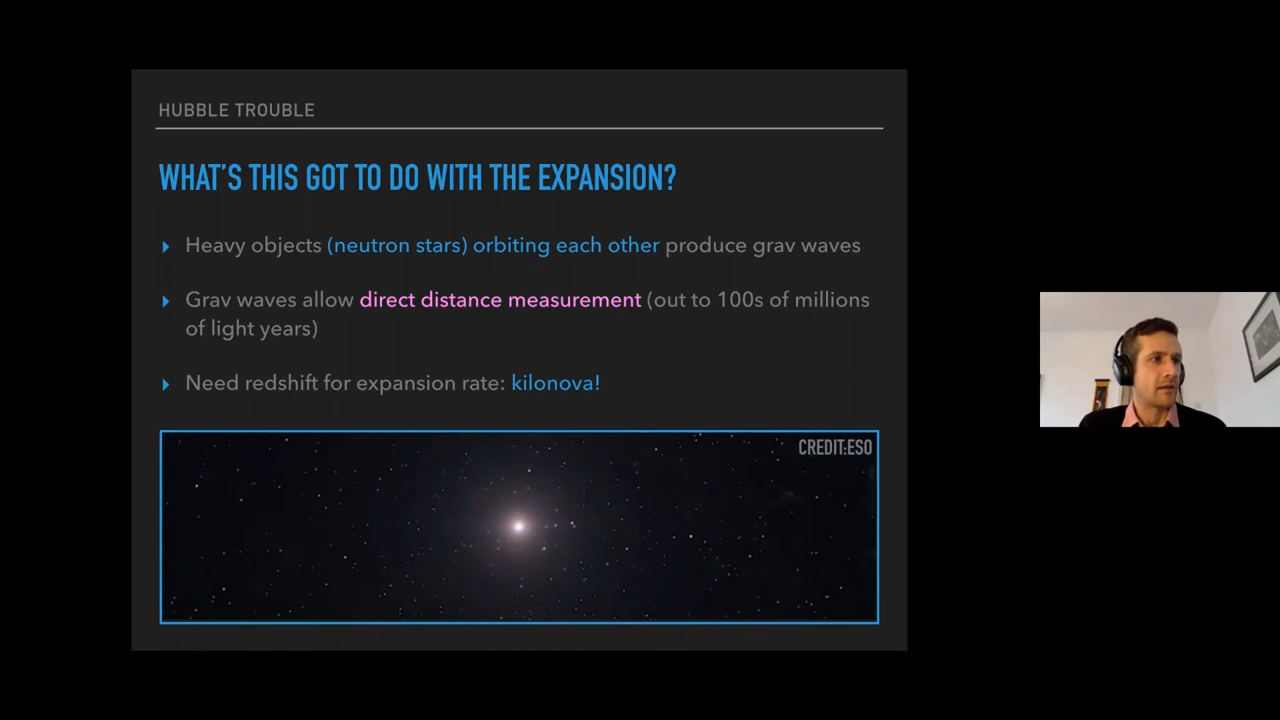 HUBBLE TROUBLE
WHAT'S THIS GOT TO DO WITH THE EXPANSION?
Heavy objects (neutron stars) orbiting each other produce grav waves
Grav waves allow direct distance measurement (out to 100s of millions
of light years)
Need redshift for expansion rate: kilonova!
CREDIT:ESO